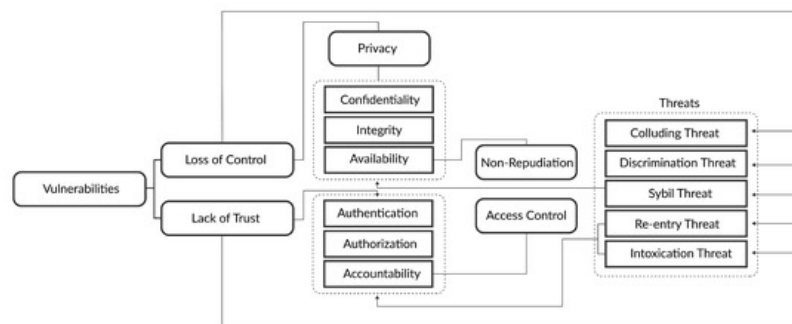 Privacy
Confidentiality
Integrity
Availability
Loss of Control
Non-Repudiation
Vulnerabilities
Lack of Trust
Authentication
Authorization
Accountability
Access Control
Threats
Colluding Threat
Discrimination Threat
Sybil Threat
Re-entry Threat
Intoxication Threat